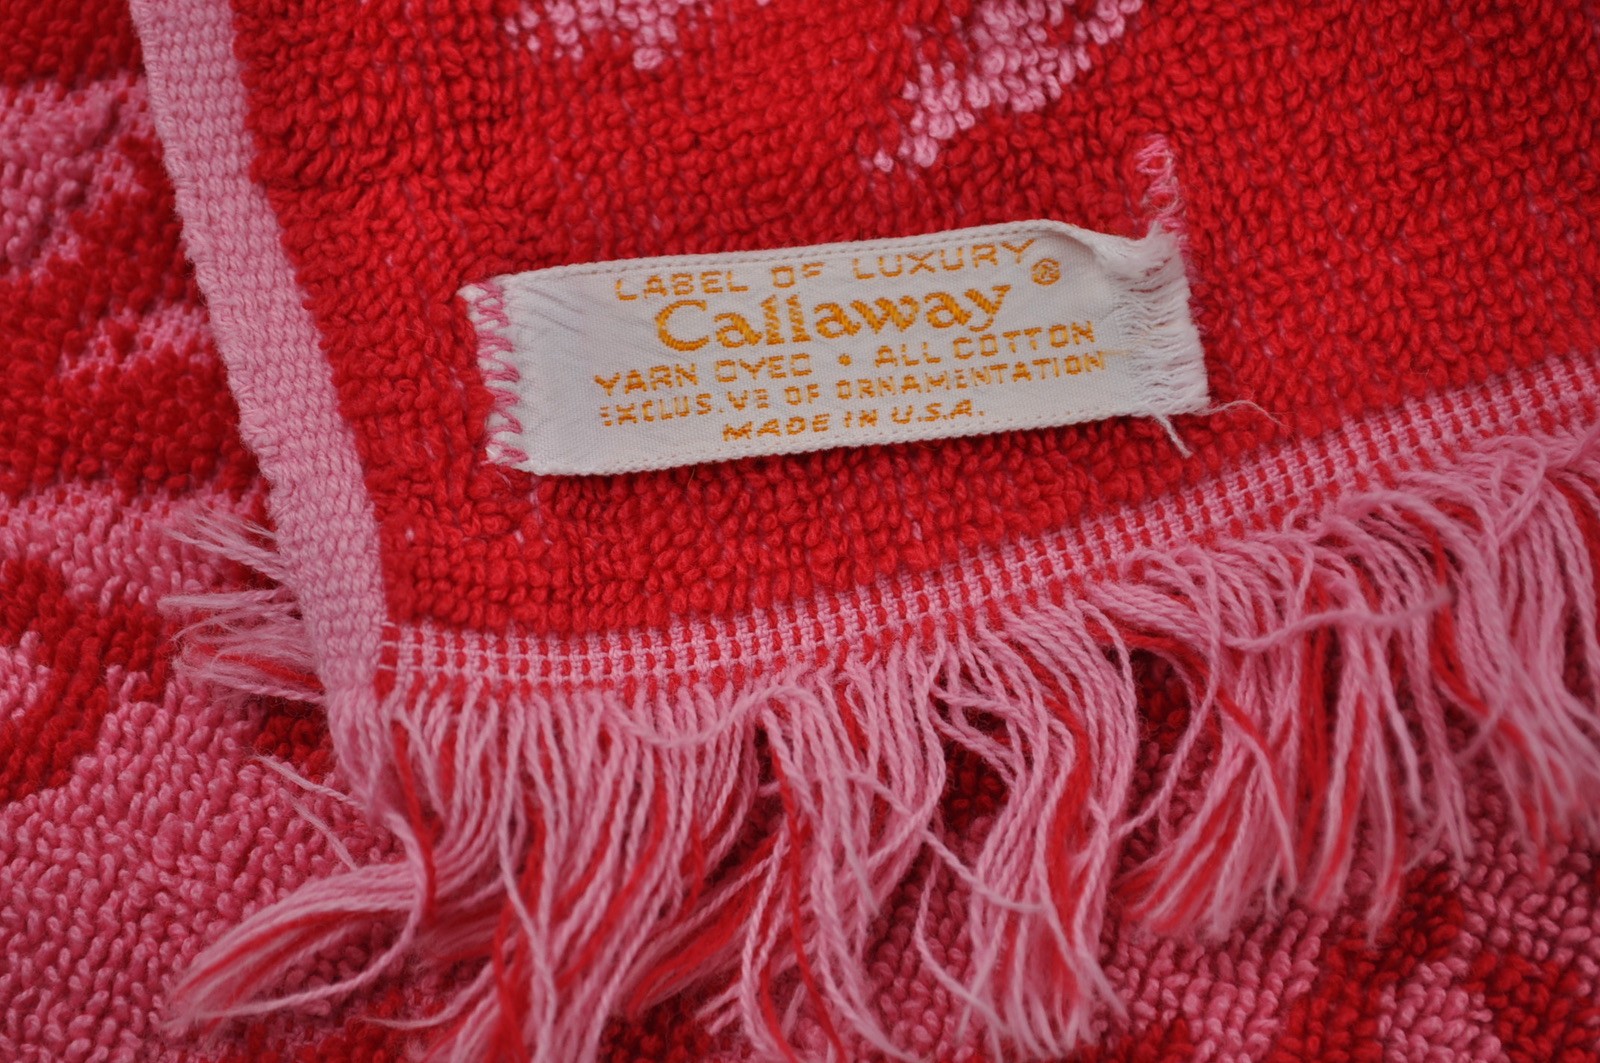 LABEL OF LUXURY
Callaway®
YARN DYED • ALL COTTON
EXCLUSIVE OF ORNAMENTATION
MADE IN U.S.A.